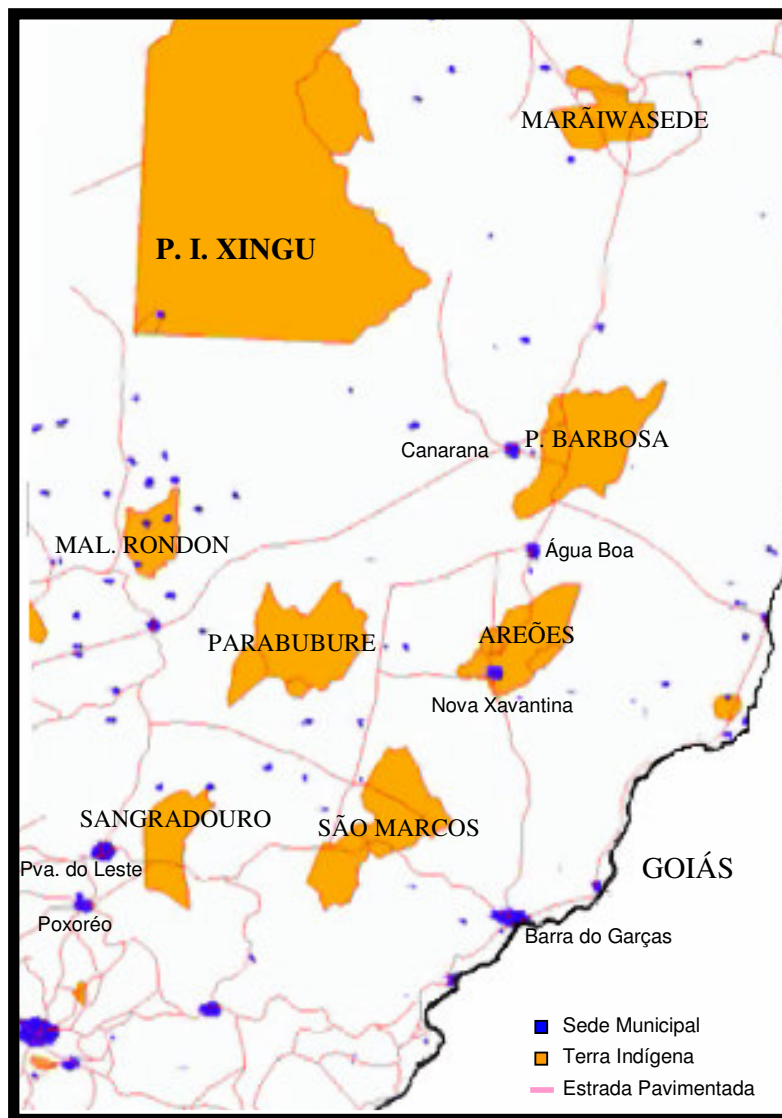 MARÃIWASEDE
P. I. XINGU
P. BARBOSA
Canarana
MAL. RONDON
Água Boa
PARABUBURE
AREÕES
Nova Xavantina
SANGRADOURO
SÃO MARCOS
Pva. do Leste
GOIÁS
Poxoréo
Barra do Garças
Sede Municipal
Terra Indígena
Estrada Pavimentada